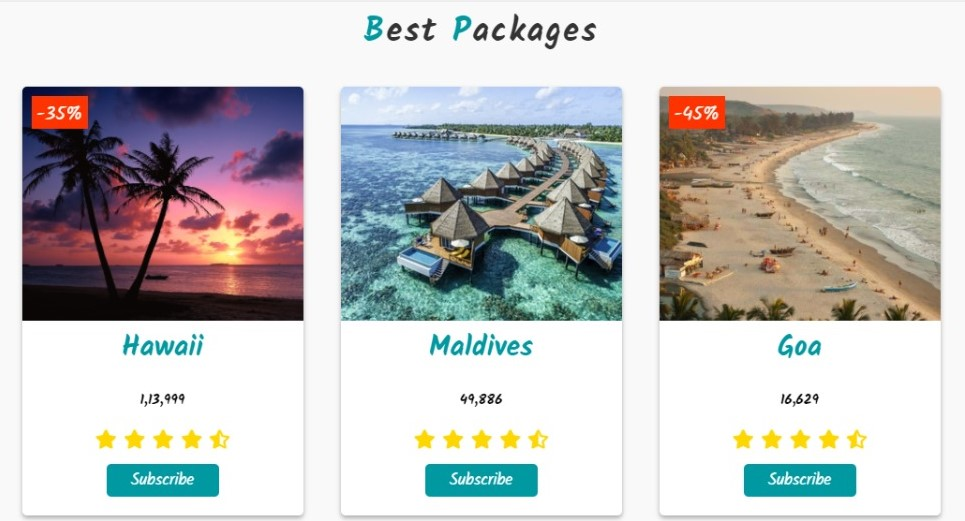 Best Packages
-35%
Hawaii
1,13,999
Subscribe
Maldives
49,886
Subscribe
-45%
Goa
16,629
Subscribe